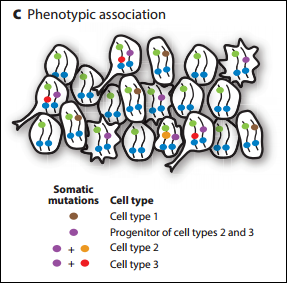 C Phenotypic association
Somatic
mutations
Cell type
Cell type 1
Progenitor of cell types 2 and 3
+ Cell type 2
+ Cell type 3